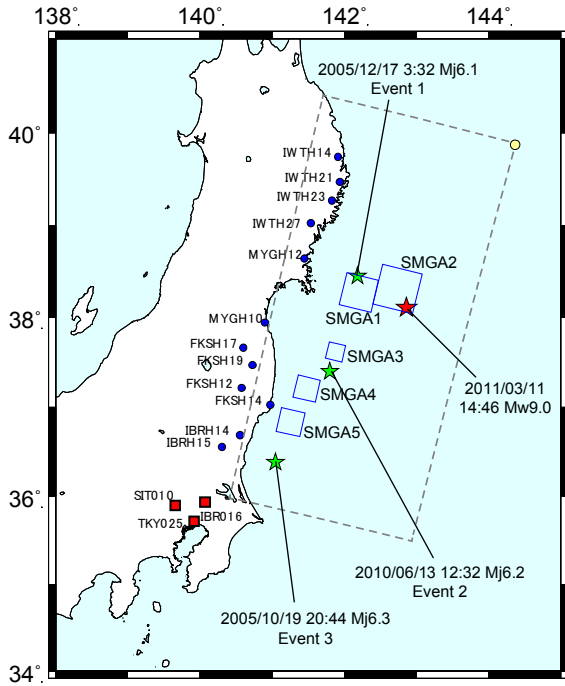 138˚ 140˚ 142˚ 144˚
2005/12/17 3:32 Mj6.1
Event 1
40˚
IWTH14
IWTH21
IWTH23
IWTH27
MYGH12
SMGA2
38˚
MYGH10
SMGA1
FKSH17
FKSH19
SMGA3
FKSH12
SMGA4
2011/03/11
14:46 Mw9.0
FKSH14
IBRH14
SMGA5
IBRH15
36˚
SIT010
IBR016
TKY025
2010/06/13 12:32 Mj6.2
Event 2
2005/10/19 20:44 Mj6.3
Event 3
34˚